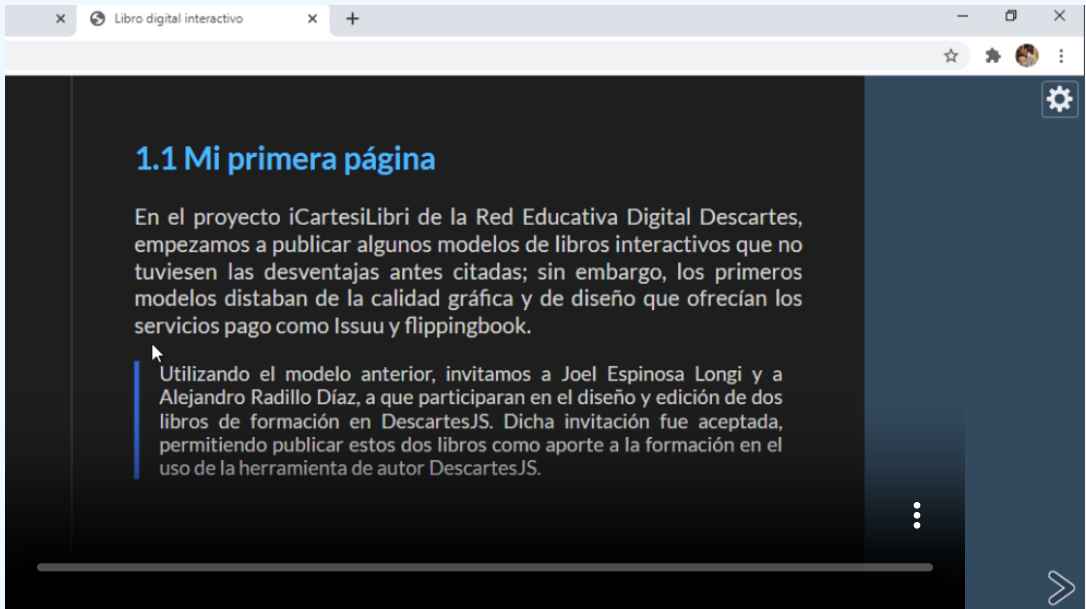 Libro digital interactivo
1.1 Mi primera página
En el proyecto iCartesiLibri de la Red Educativa Digital Descartes,
empezamos a publicar algunos modelos de libros interactivos que no
tuviesen las desventajas antes citadas; sin embargo, los primeros
modelos distaban de la calidad gráfica y de diseño que ofrecían los
servicios pago como Issuu y flippingbook.
Utilizando el modelo anterior, invitamos a Joel Espinosa Longi y a
Alejandro Radillo Díaz, a que participaran en el diseño y edición de dos
libros de formación en DescartesJS. Dicha invitación fue aceptada,
permitiendo publicar estos dos libros como aporte a la formación en el
uso de la herramienta de autor DescartesJS.